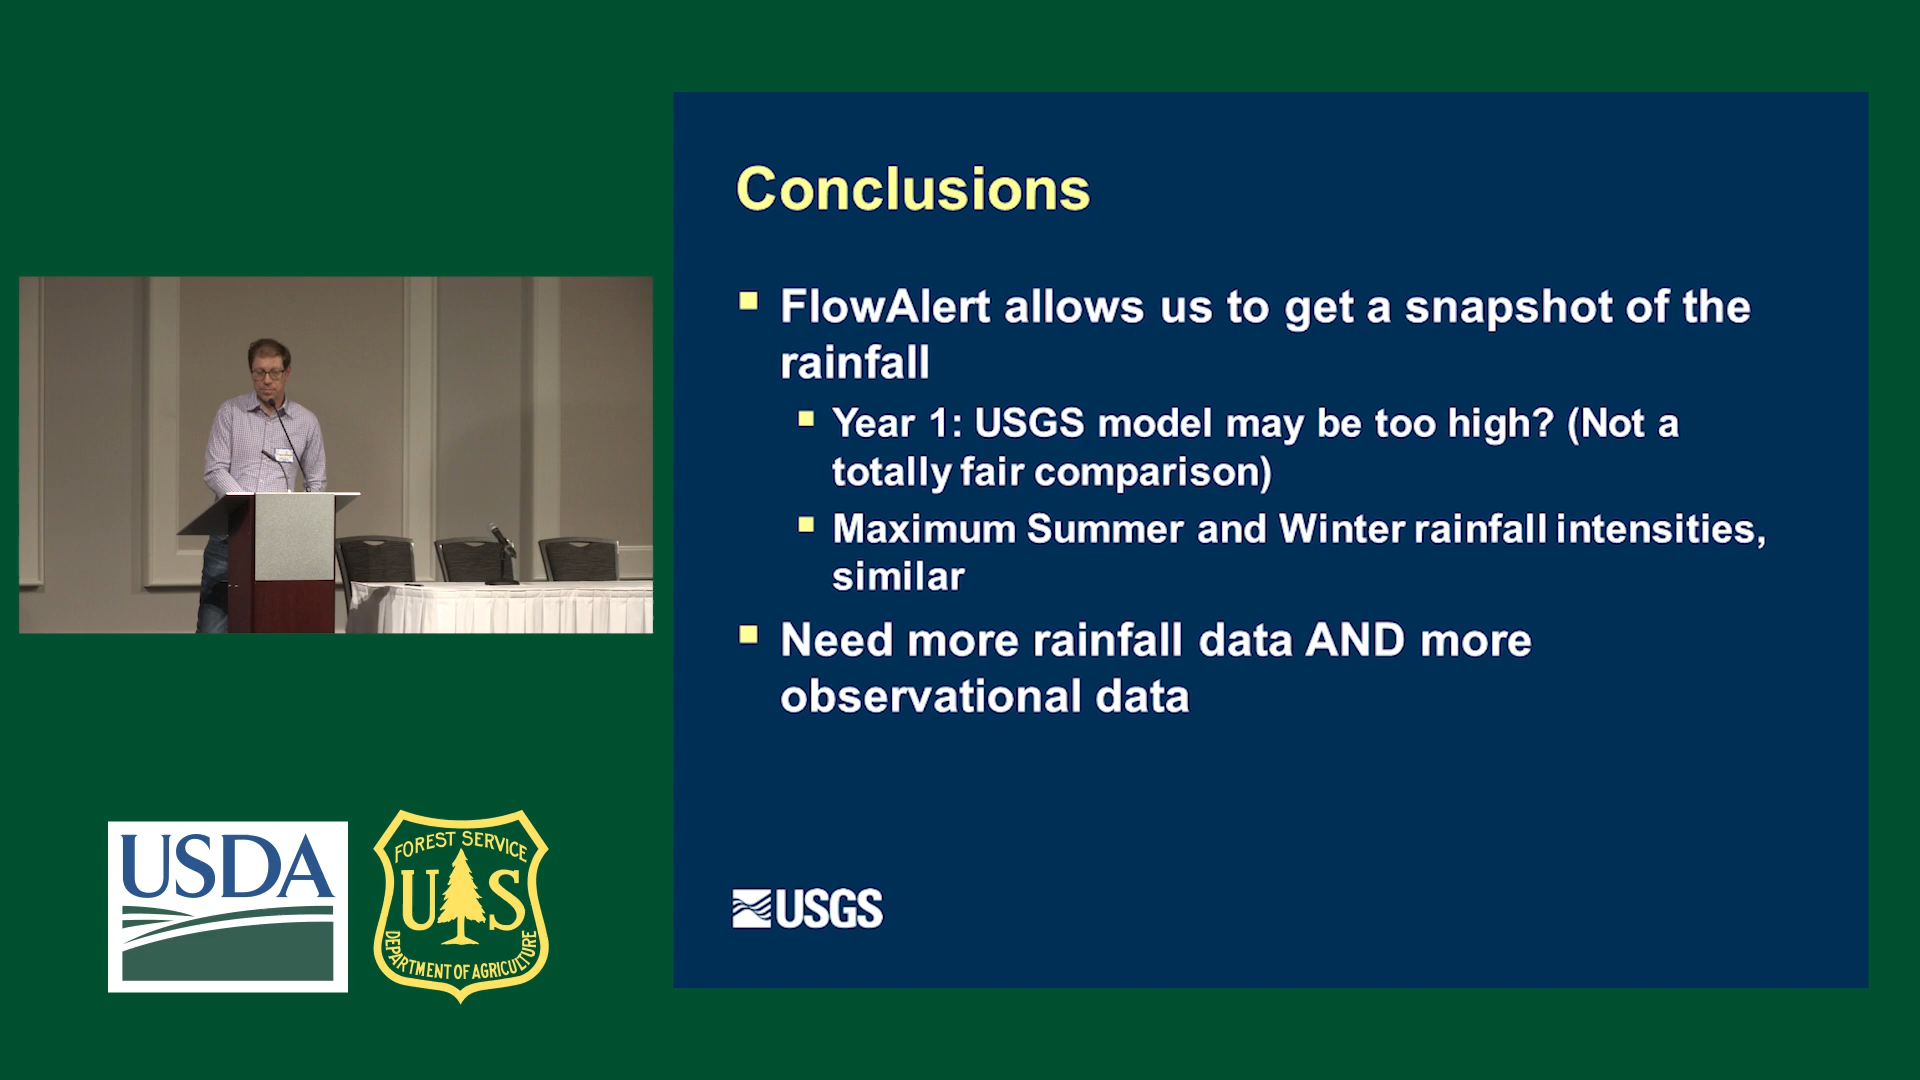 Conclusions
FlowAlert allows us to get a snapshot of the
rainfall
Year 1: USGS model may be too high? (Not a
totally fair comparison)
Maximum Summer and Winter rainfall intensities,
similar
Need more rainfall data AND more
observational data
USGS
USDA
FOREST SERVICE
U S
DEPARTMENT OF AGRICULTURE